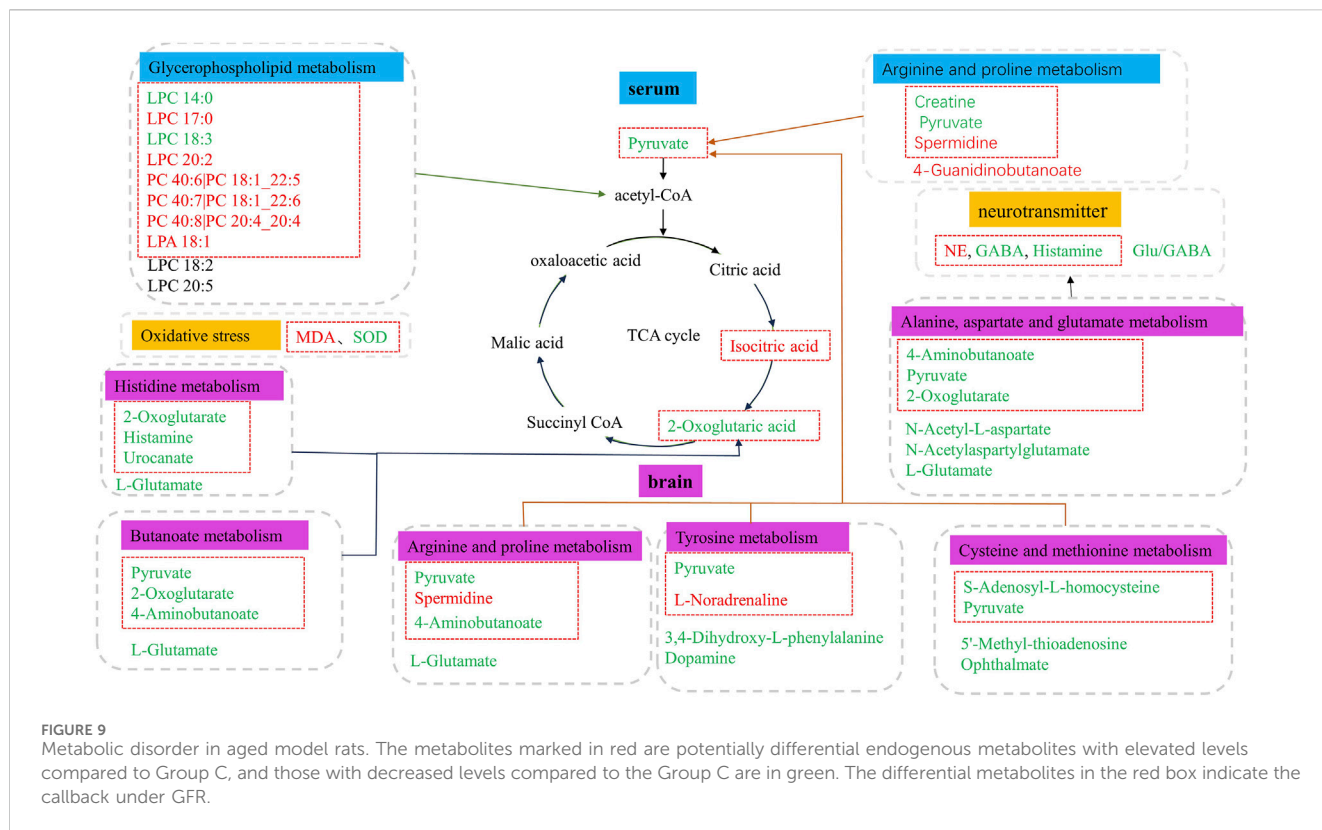 Glycerophospholipid metabolism
LPC 14:0
LPC 17:0
LPC 18:3
LPC 20:2
PC 40:6|PC 18:1_22:5
PC 40:7|PC 18:1_22:6
PC 40:8|PC 20:4_20:4
LPA 18:1
LPC 18:2
LPC 20:5
serum
Pyruvate
acetyl-CoA
oxaloacetic acid
Citric acid
Malic acid
TCA cycle
Isocitric acid
Succinyl CoA
2-Oxoglutaric acid
brain
Arginine and proline metabolism
Creatine
Pyruvate
Spermidine
4-Guanidinobutanoate
neurotransmitter
NE, GABA, Histamine Glu/GABA
Alanine, aspartate and glutamate metabolism
4-Aminobutanoate
Pyruvate
2-Oxoglutarate
N-Acetyl-L-aspartate
N-Acetylaspartylglutamate
L-Glutamate
Oxidative stress
MDA、SOD
Histidine metabolism
2-Oxoglutarate
Histamine
Urocanate
L-Glutamate
Butanoate metabolism
Pyruvate
2-Oxoglutarate
4-Aminobutanoate
L-Glutamate
Arginine and proline metabolism
Pyruvate
Spermidine
4-Aminobutanoate
L-Glutamate
Tyrosine metabolism
Pyruvate
L-Noradrenaline
3,4-Dihydroxy-L-phenylalanine
Dopamine
Cysteine and methionine metabolism
S-Adenosyl-L-homocysteine
Pyruvate
5'-Methyl-thioadenosine
Ophthalmate
FIGURE 9
Metabolic disorder in aged model rats. The metabolites marked in red are potentially differential endogenous metabolites with elevated levels
compared to Group C, and those with decreased levels compared to the Group C are in green. The differential metabolites in the red box indicate the
callback under GFR.